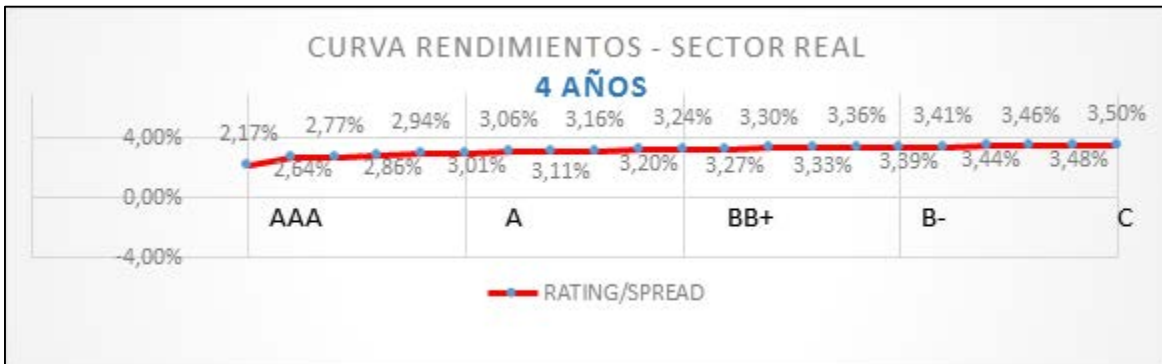 CURVA RENDIMIENTOS - SECTOR REAL
4 AÑOS
4,00% 2,17% 2,77% 2,94% 3,06% 3,16% 3,24% 3,30% 3,36% 3,41% 3,46% 3,50%
2,64% 2,86% 3,01% 3,11% 3,20% 3,27% 3,33% 3,39% 3,44% 3,48%
0,00%
AAA A BB+ B- C
-4,00%
RATING/SPREAD